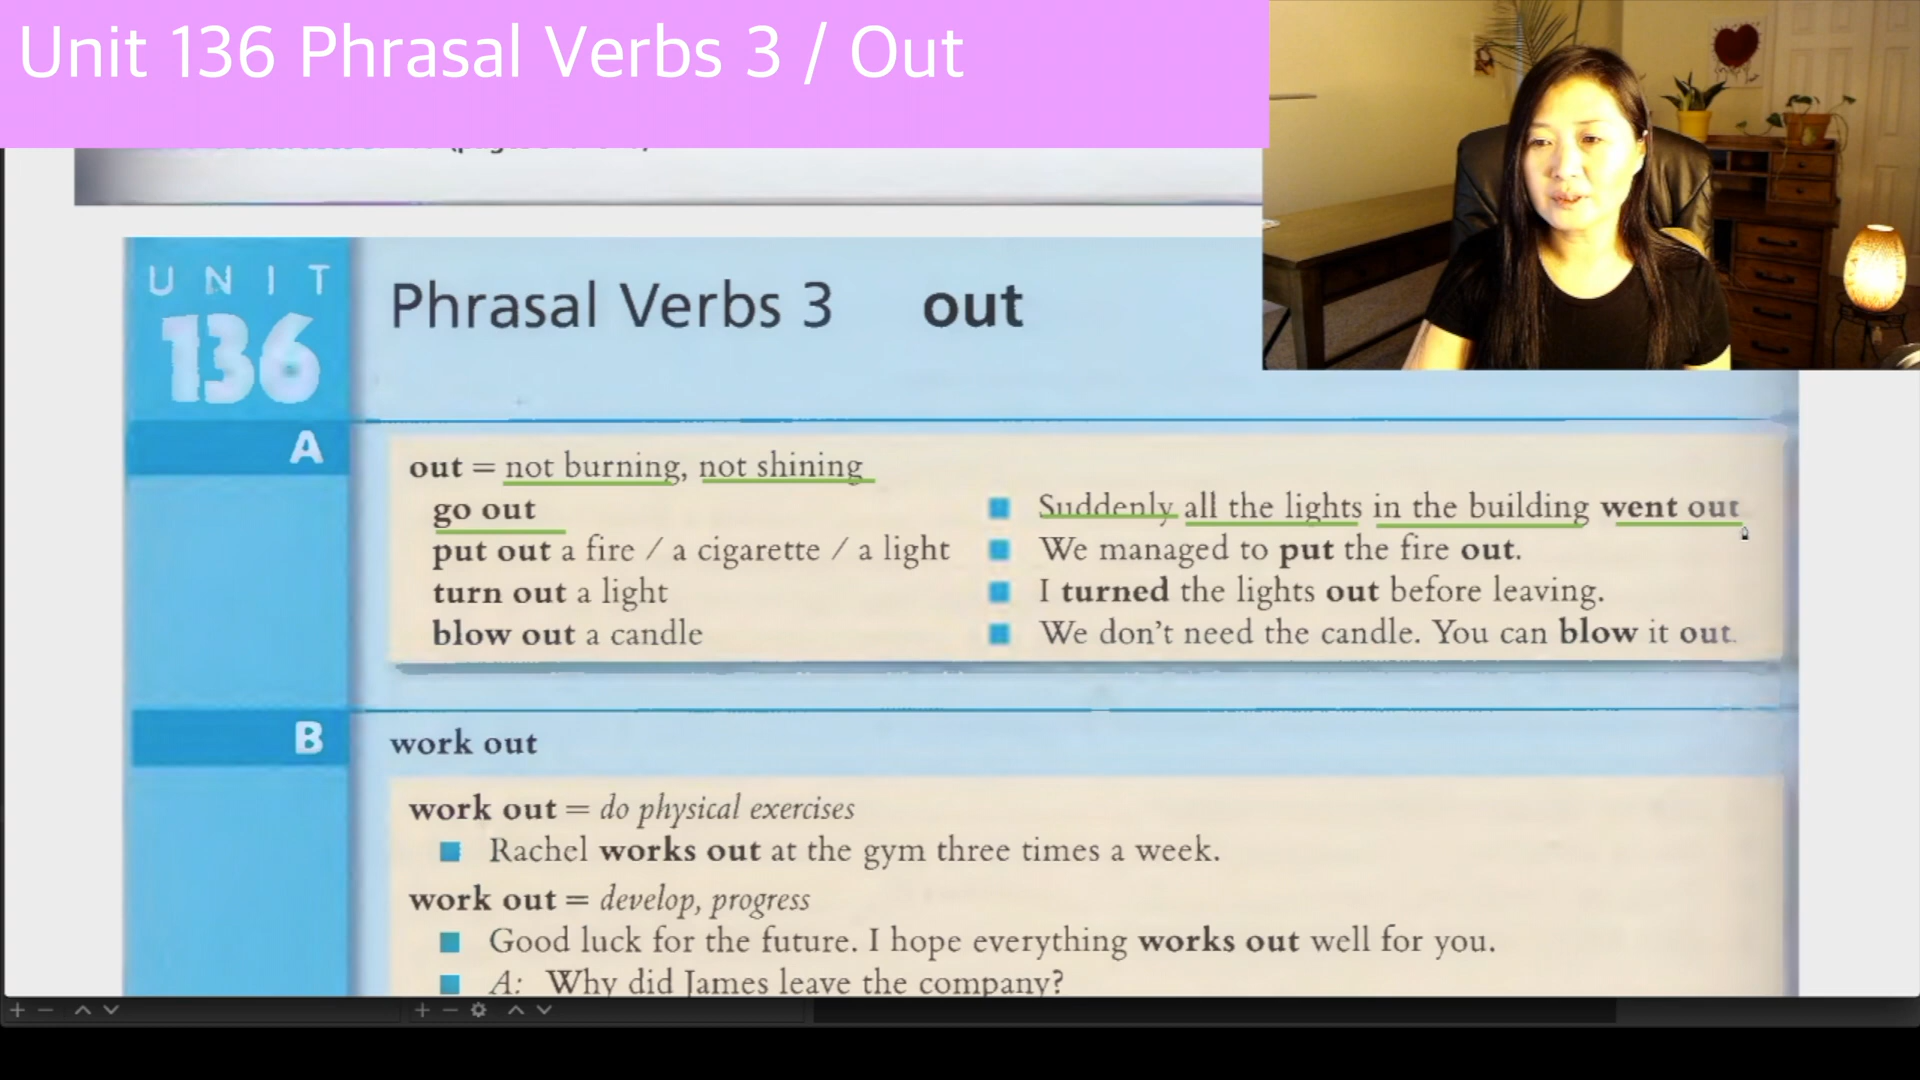 Unit 136 Phrasal Verbs 3 / Out
UNIT
136
Phrasal Verbs 3 out
A
out = not burning, not shining
go out
put out a fire / a cigarette / a light
turn out a light
blow out a candle
Suddenly all the lights in the building went out
We managed to put the fire out.
I turned the lights out before leaving.
We don't need the candle. You can blow it out.
B
work out
work out = do physical exercises
Rachel works out at the gym three times a week.
work out = develop, progress
Good luck for the future. I hope everything works out well for you.
A: Why did James leave the company?